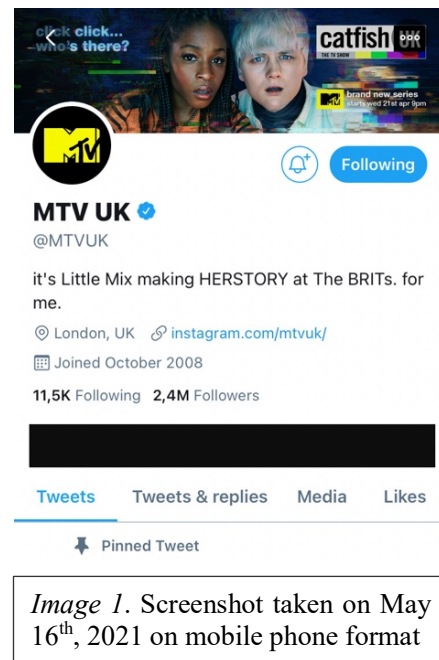 click click...
who's there?
catfish UK
THE TV SHOW
brand new series
starts wed 21st apr 9pm
MTV
MTV UK
@MTVUK
Following
it's Little Mix making HERSTORY at The BRITs. for
me.
London, UK instagram.com/mtvuk/
Joined October 2008
11,5K Following 2,4M Followers
Tweets Tweets & replies Media Likes
Pinned Tweet
Image 1. Screenshot taken on May
16th, 2021 on mobile phone format